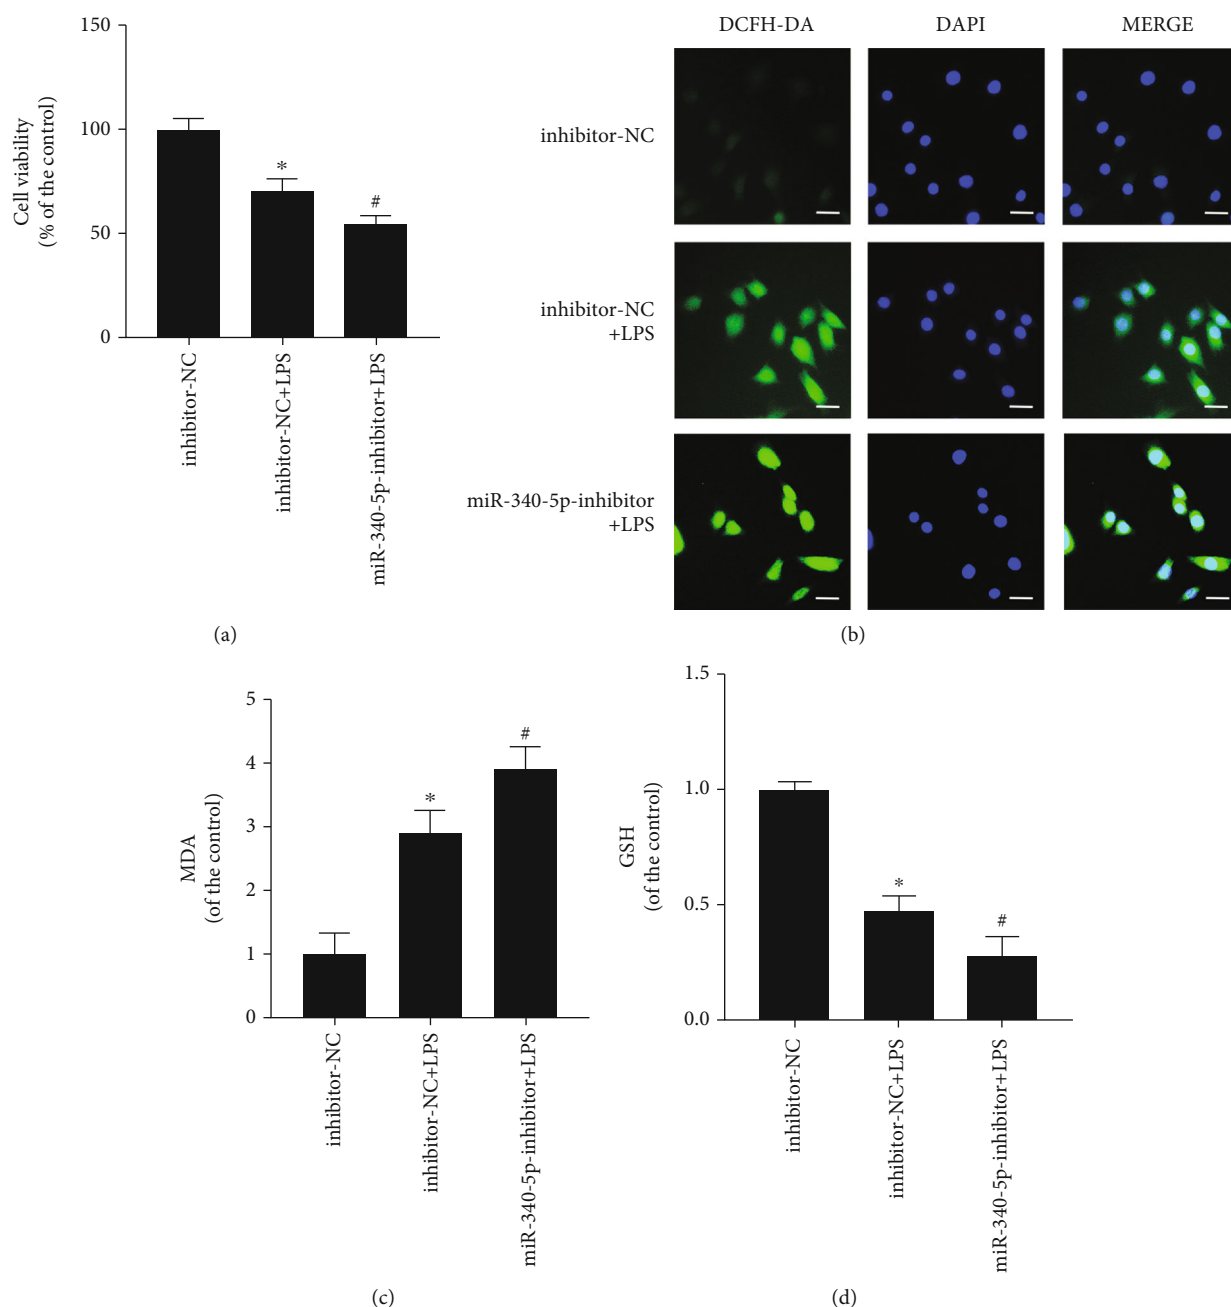 150
100
50
0
Cell viability
(% of the control)
*
#
inhibitor-NC
inhibitor-NC+LPS
miR-340-5p-inhibitor+LPS
(a)
DCFH-DA
DAPI
MERGE
inhibitor-NC
inhibitor-NC
+LPS
miR-340-5p-inhibitor
+LPS
(b)
5
4
3
2
1
0
MDA
(of the control)
*
#
inhibitor-NC
inhibitor-NC+LPS
miR-340-5p-inhibitor+LPS
(c)
1.5
1.0
0.5
0.0
GSH
(of the control)
*
#
inhibitor-NC
inhibitor-NC+LPS
miR-340-5p-inhibitor+LPS
(d)